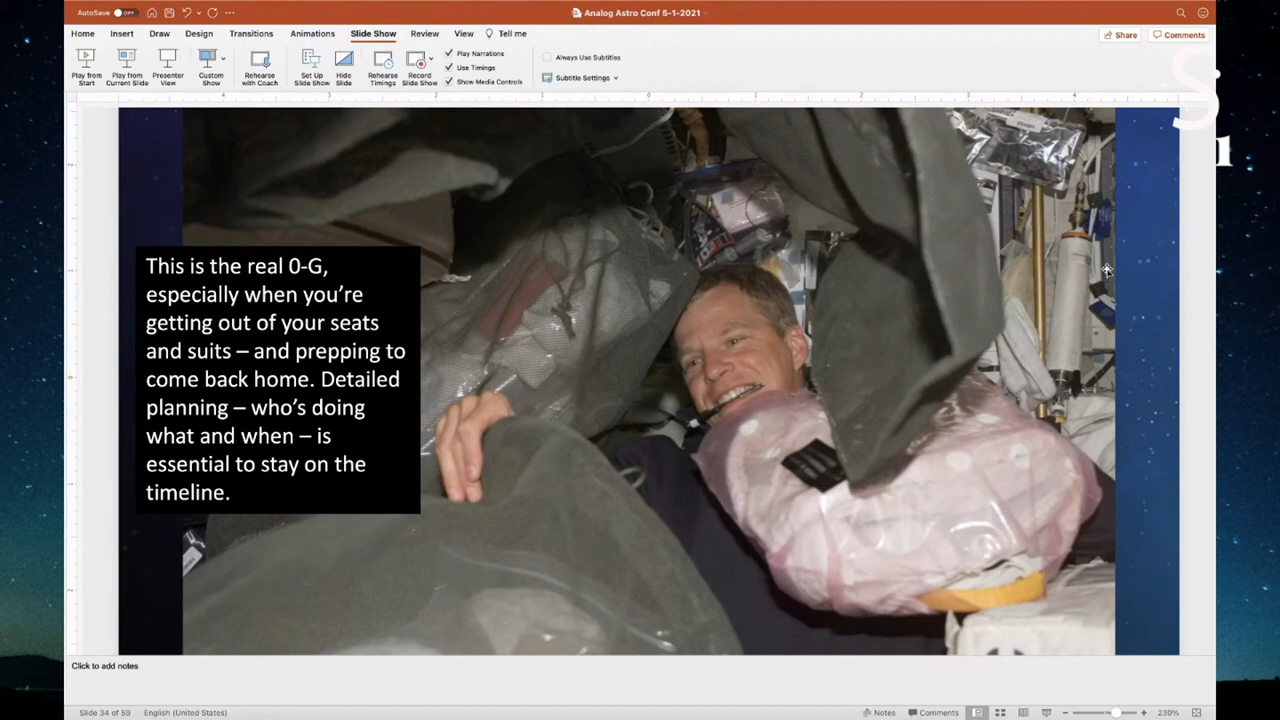 AutoSave OFF
Analog Astro Conf 5-1-2021
Home Insert Draw Design Transitions Animations Slide Show Review View Tell me
Share Comments
Play from Start
Play from Current Slide
Presenter View
Custom Show
Rehearse with Coach
Set Up Slide Show
Hide Slide
Rehearse Timings
Record Slide Show
Play Narrations
Use Timings
Show Media Controls
Always Use Subtitles
Subtitle Settings
This is the real 0-G,
especially when you’re
getting out of your seats
and suits – and prepping to
come back home. Detailed
planning – who’s doing
what and when – is
essential to stay on the
timeline.
Click to add notes
Slide 34 of 59 English (United States) Notes Comments 230%